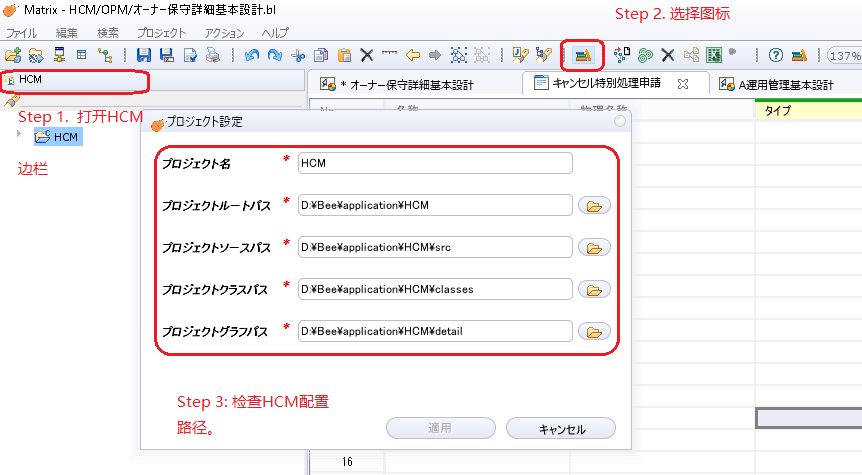 Matrix - HCM/OPM/オーナー保守詳細基本設計.bl
Step 2. 选择图标
ファイル 編集 検索 プロジェクト アクション ヘルプ
137%
HCM
* オーナー保守詳細基本設計
キャンセル特別処理申請
A運用管理基本設計
No. 名称 物理名称 タイプ
Step 1. 打开HCM
边栏
HCM
プロジェクト設定
プロジェクト名 * HCM
プロジェクトルートパス * D:¥Bee¥application¥HCM
プロジェクトソースパス * D:¥Bee¥application¥HCM¥src
プロジェクトクラスパス * D:¥Bee¥application¥HCM¥classes
プロジェクトグラフパス * D:¥Bee¥application¥HCM¥detail
Step 3: 检查HCM配置
路径。
適用 キャンセル
16